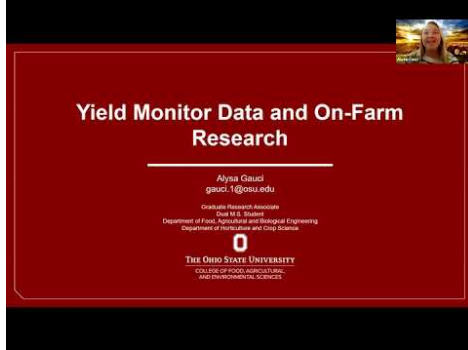 Yield Monitor Data and On-Farm
Research
Alysa Gauci
gauci.1@osu.edu
Graduate Research Associate
Dual M.S. Student
Department of Food, Agricultural and Biological Engineering
Department of Horticulture and Crop Science
THE OHIO STATE UNIVERSITY
COLLEGE OF FOOD, AGRICULTURAL,
AND ENVIRONMENTAL SCIENCES